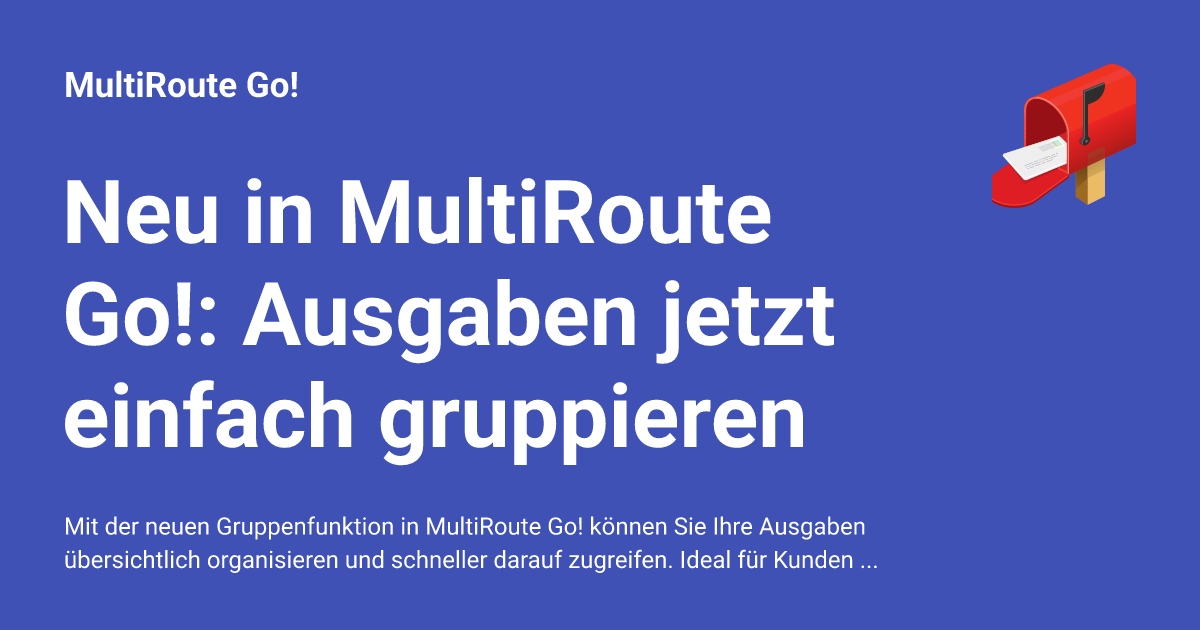 MultiRoute Go!
Neu in MultiRoute
Go!: Ausgaben jetzt
einfach gruppieren
Mit der neuen Gruppenfunktion in MultiRoute Go! können Sie Ihre Ausgaben
übersichtlich organisieren und schneller darauf zugreifen. Ideal für Kunden ...